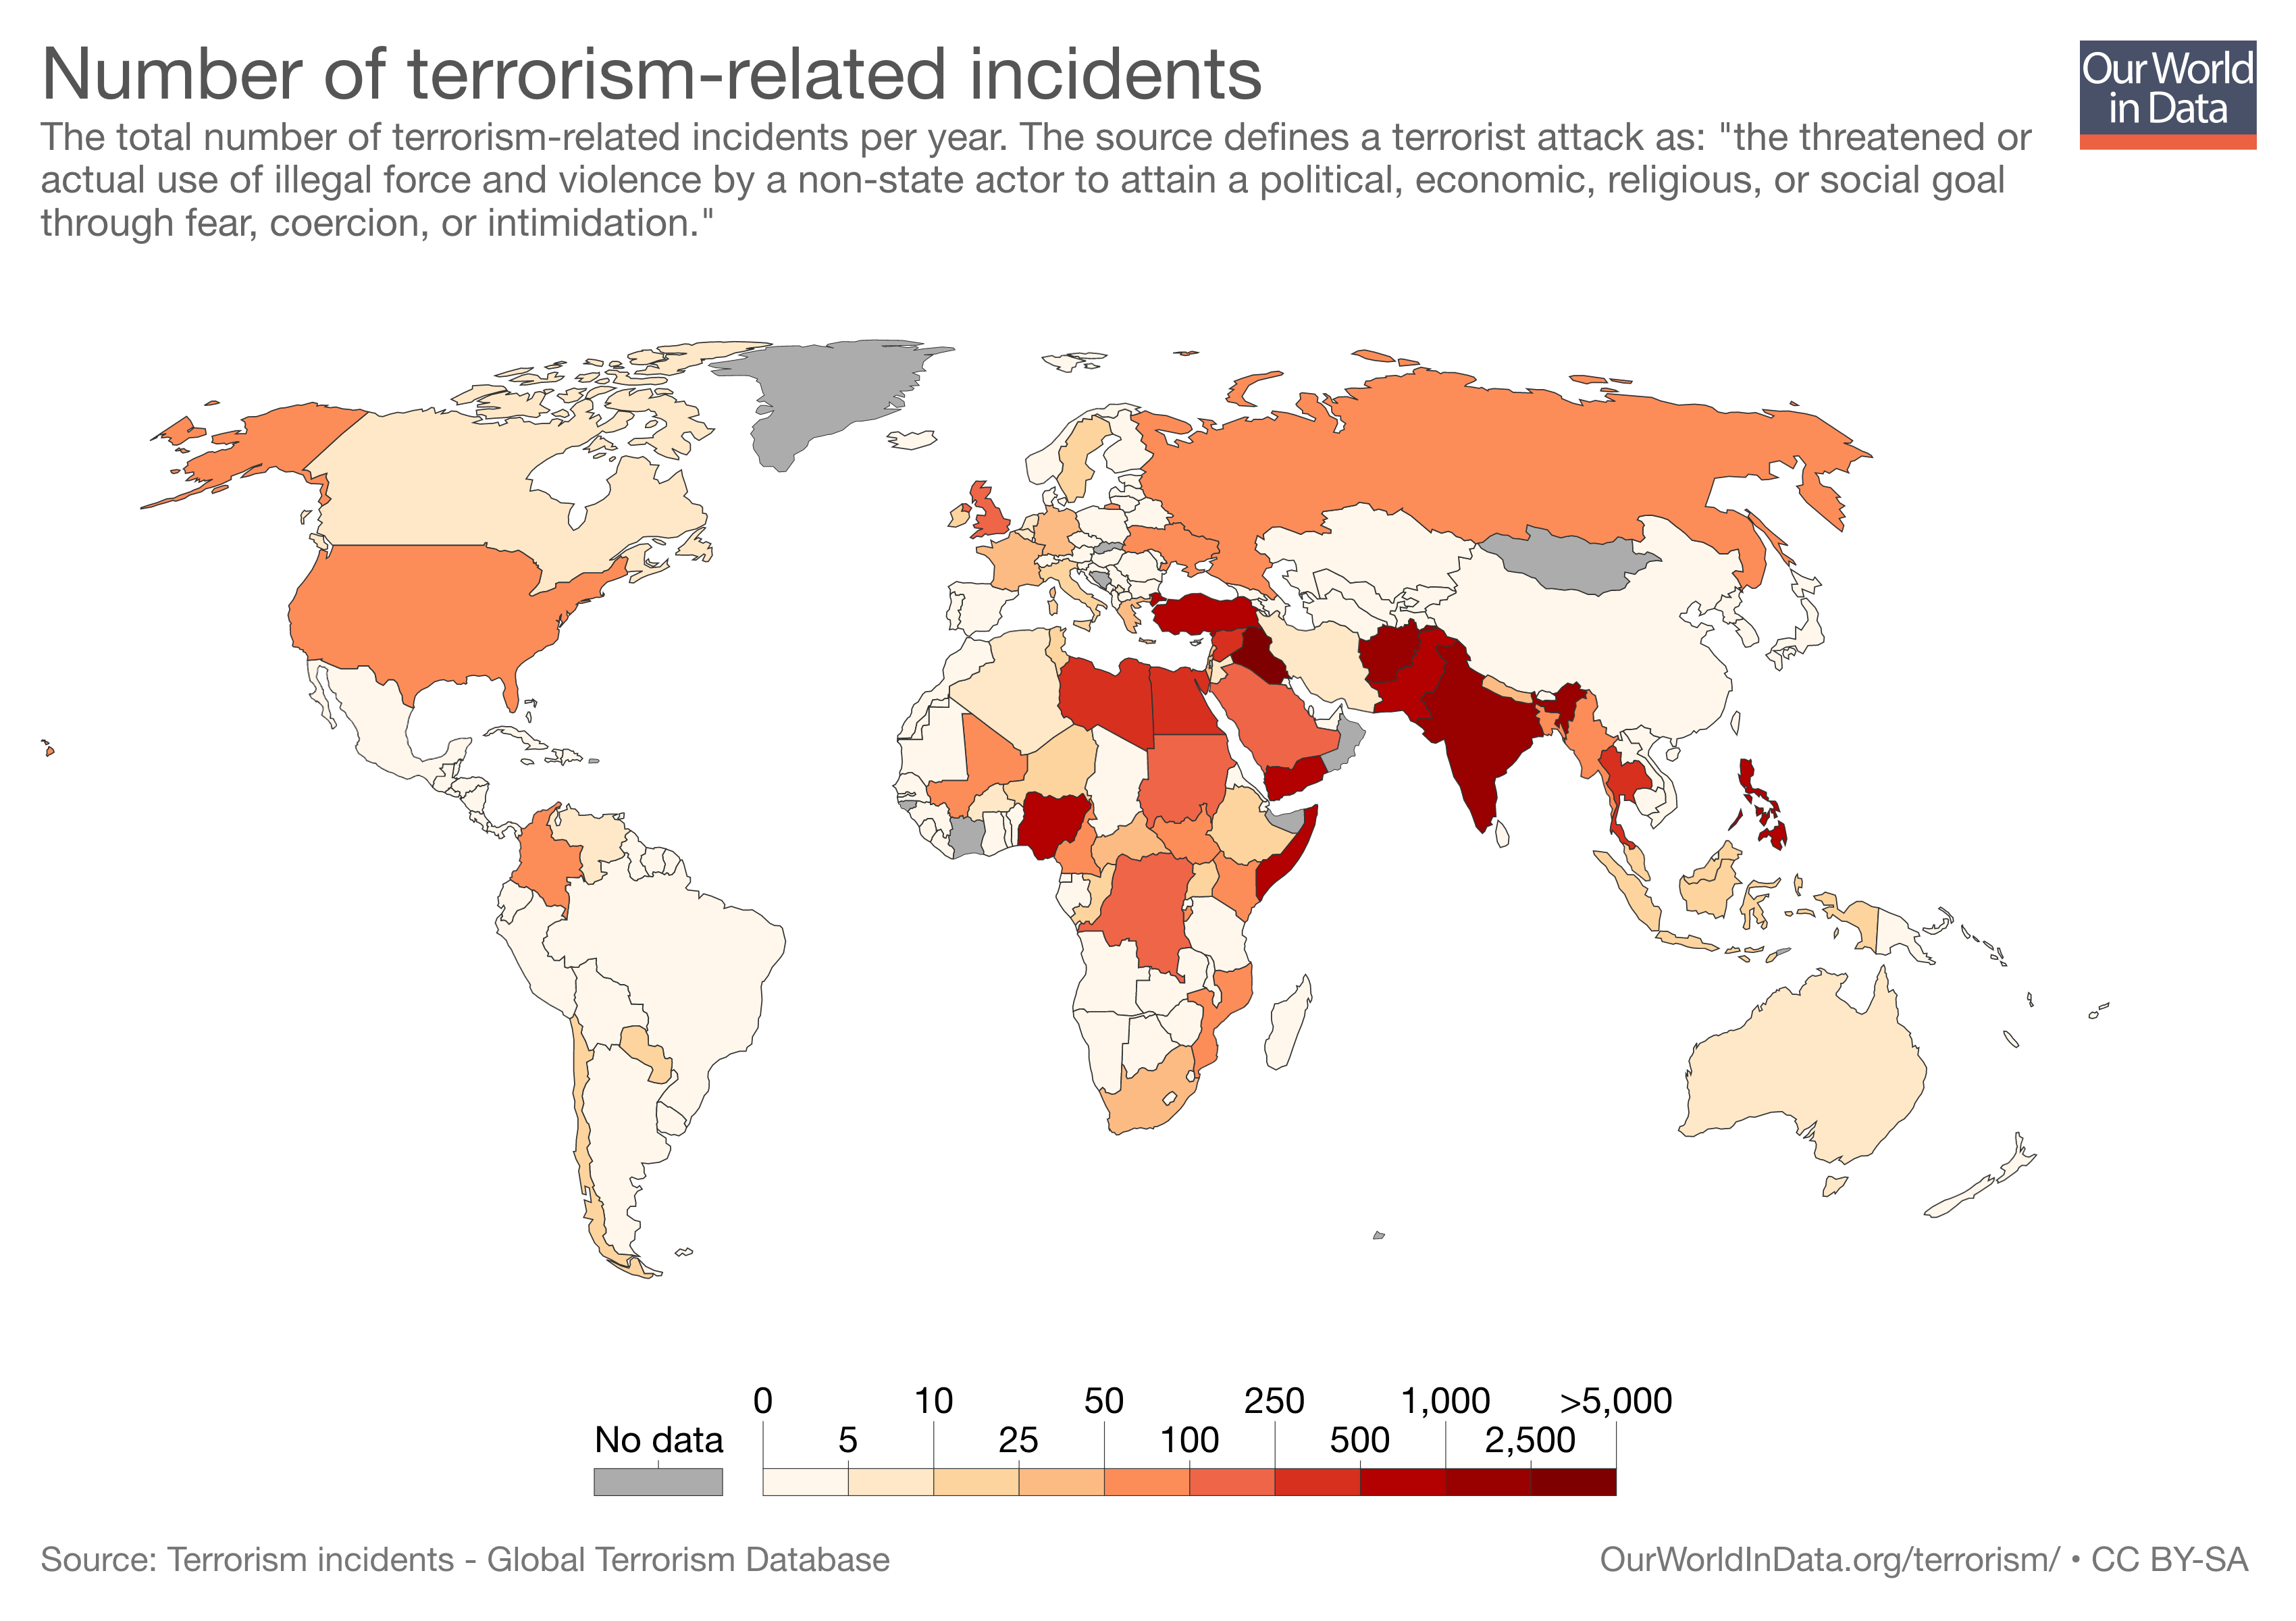 Number of terrorism-related incidents
Our World
in Data
The total number of terrorism-related incidents per year. The source defines a terrorist attack as: "the threatened or
actual use of illegal force and violence by a non-state actor to attain a political, economic, religious, or social goal
through fear, coercion, or intimidation."
0 10 50 250 1,000 >5,000
No data 5 25 100 500 2,500
Source: Terrorism incidents - Global Terrorism Database
OurWorldInData.org/terrorism/ • CC BY-SA